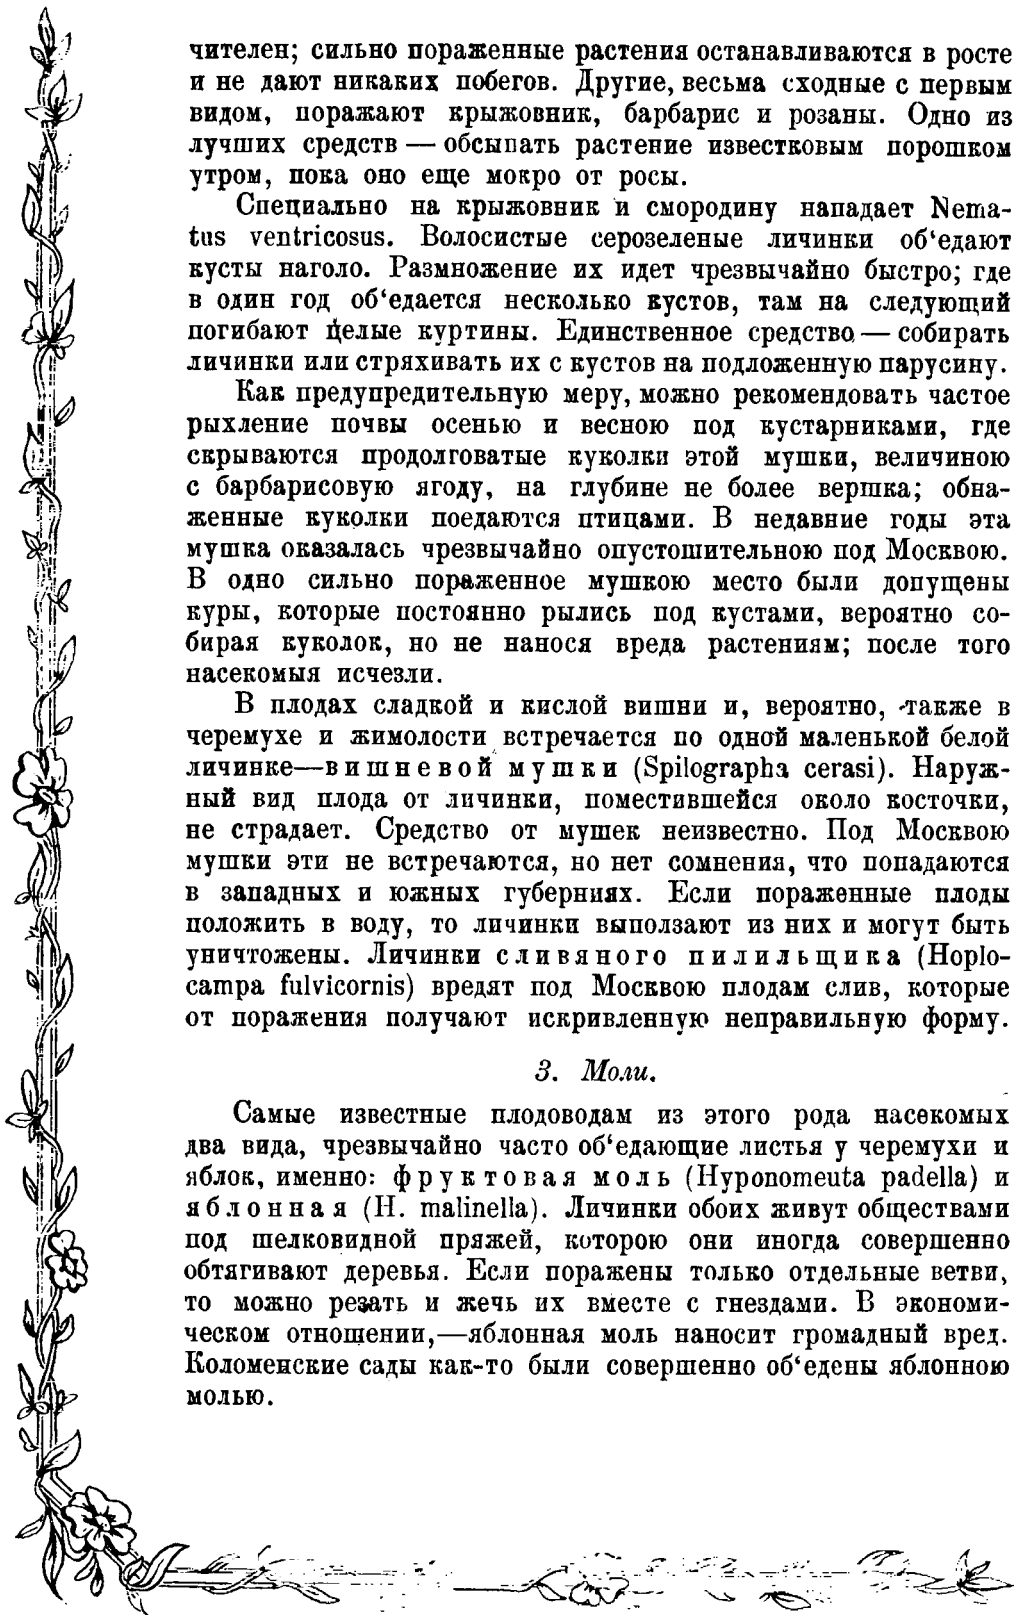 чителен; сильно пораженные растения останавливаются в росте
и не дают никаких побегов. Другие, весьма сходные с первым
видом, поражают крыжовник, барбарис и розаны. Одно из
лучших средств — обсыпать растение известковым порошком
утром, пока оно еще мокро от росы.
Специально на крыжовник и смородину нападает Nema-
tus ventricosus. Волосистые серозеленые личинки об‘едают
кусты наголо. Размножение их идет чрезвычайно быстро; где
в один год об‘едается несколько кустов, там на следующий
погибают целые куртины. Единственное средство — собирать
личинки или стряхивать их с кустов на подложенную парусину.
Как предупредительную меру, можно рекомендовать частое
рыхление почвы осенью и весною под кустарниками, где
скрываются продолговатые куколки этой мушки, величиною
с барбарисовую ягоду, на глубине не более вершка; обна-
женные куколки поедаются птицами. В недавние годы эта
мушка оказалась чрезвычайно опустошительною под Москвою.
В одно сильно пораженное мушкою место были допущены
куры, которые постоянно рылись под кустами, вероятно со-
бирая куколок, но не нанося вреда растениям; после того
насекомыя исчезли.
В плодах сладкой и кислой вишни и, вероятно, также в
черемухе и жимолости встречается по одной маленькой белой
личинке—вишневой мушки (Spilographa cerasi). Наруж-
ный вид плода от личинки, поместившейся около косточки,
не страдает. Средство от мушек неизвестно. Под Москвою
мушки эти не встречаются, но нет сомнения, что попадаются
в западных и южных губерниях. Если пораженные плоды
положить в воду, то личинки выползают из них и могут быть
уничтожены. Личинки сливяного пилильщика (Hoplo-
campa fulvicornis) вредят под Москвою плодам слив, которые
от поражения получают искривленную неправильную форму.
3. Моли.
Самые известные плодоводам из этого рода насекомых
два вида, чрезвычайно часто об‘едающие листья у черемухи и
яблок, именно: фруктовая моль (Hyponomeuta padella) и
яблонная (H. malinella). Личинки обоих живут обществами
под шелковидной пряжей, которою они иногда совершенно
обтягивают деревья. Если поражены только отдельные ветви,
то можно резать и жечь их вместе с гнездами. В экономи-
ческом отношении,—яблонная моль наносит громадный вред.
Коломенские сады как-то были совершенно об‘едены яблонною
молью.